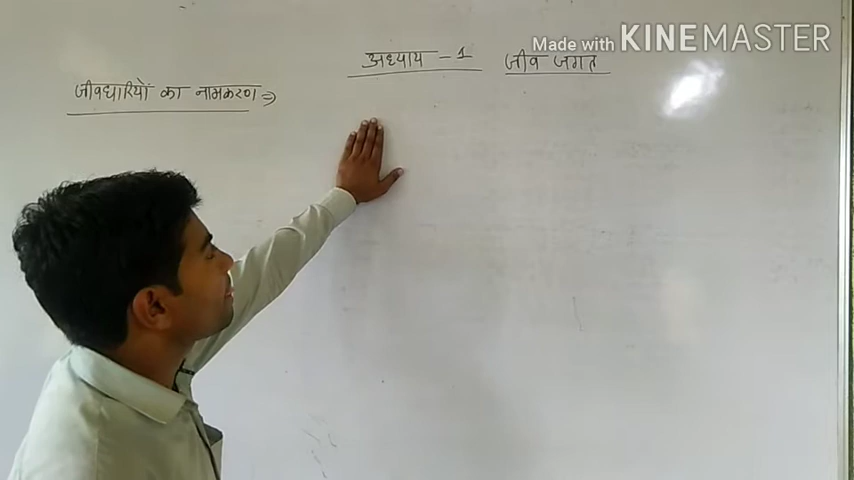 Made with KINEMASTER
अध्याय - 1 जीव जगत
जीवधारियों का नामकरण ⇒